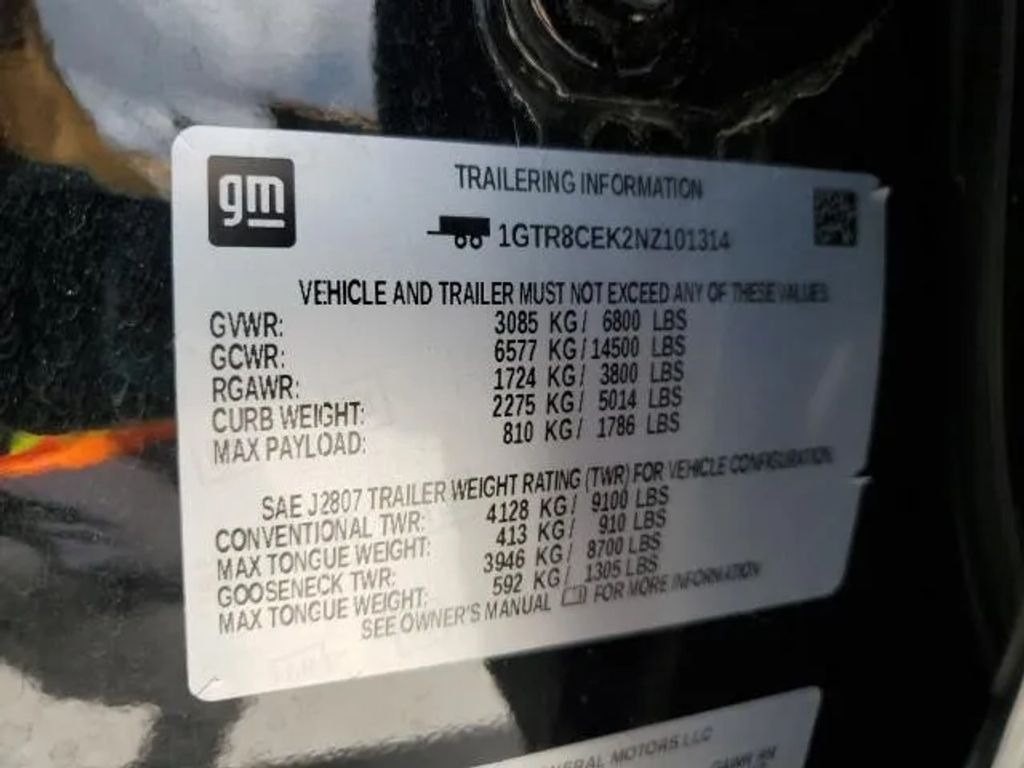 gm
TRAILERING INFORMATION
1GTR8CEK2NZ101314
VEHICLE AND TRAILER MUST NOT EXCEED ANY OF THESE VALUES
GVWR: 3085 KG/ 6800 LBS
GCWR: 6577 KG/14500 LBS
RGAWR: 1724 KG/ 3800 LBS
CURB WEIGHT: 2275 KG/ 5014 LBS
MAX PAYLOAD: 810 KG/ 1786 LBS
SAE J2807 TRAILER WEIGHT RATING (TWR) FOR VEHICLE CONFIGURATION
CONVENTIONAL TWR: 4128 KG/ 9100 LBS
MAX TONGUE WEIGHT: 413 KG/ 910 LBS
GOOSENECK TWR: 3946 KG/ 8700 LBS
MAX TONGUE WEIGHT: 592 KG/ 1305 LBS
SEE OWNER'S MANUAL FOR MORE INFORMATION
MOTORS LLC